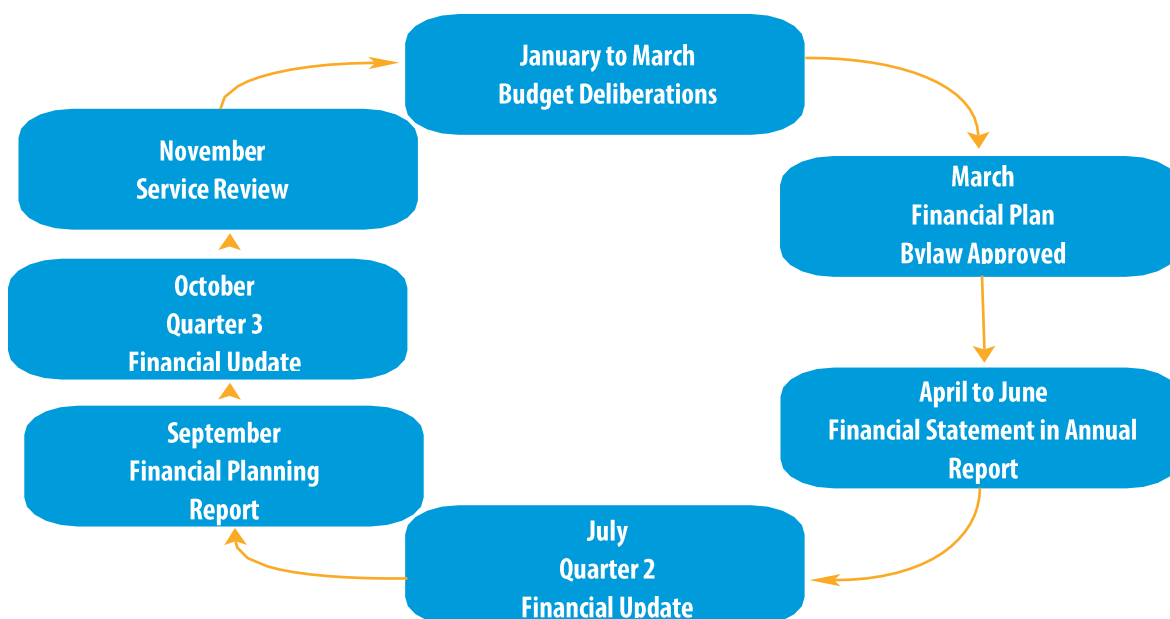 January to March
Budget Deliberations
March
Financial Plan
Bylaw Approved
April to June
Financial Statement in Annual
Report
July
Quarter 2
Financial Update
September
Financial Planning
Report
October
Quarter 3
Financial Update
November
Service Review